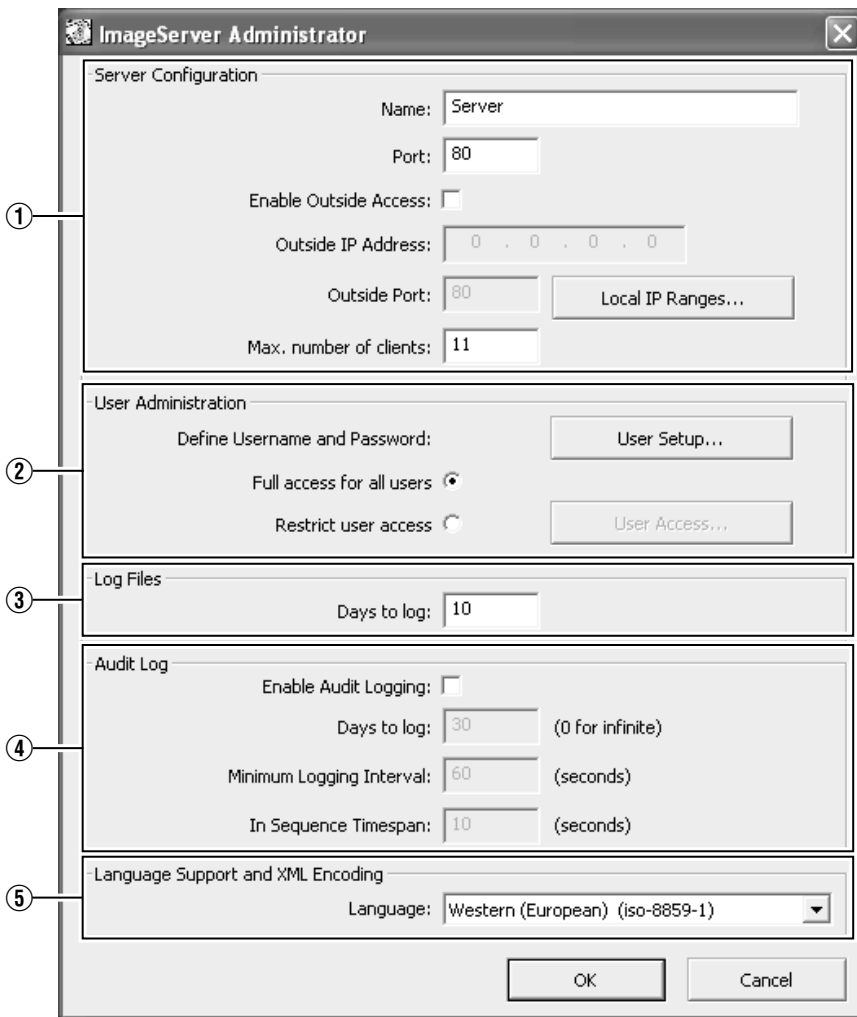 ImageServer Administrator
① Server Configuration
Name: Server
Port: 80
Enable Outside Access:
Outside IP Address: 0 . 0 . 0 . 0
Outside Port: 80 Local IP Ranges...
Max. number of clients: 11
② User Administration
Define Username and Password: User Setup...
Full access for all users
Restrict user access User Access...
③ Log Files
Days to log: 10
④ Audit Log
Enable Audit Logging:
Days to log: 30 (0 for infinite)
Minimum Logging Interval: 60 (seconds)
In Sequence Timespan: 10 (seconds)
⑤ Language Support and XML Encoding
Language: Western (European) (iso-8859-1)
OK Cancel